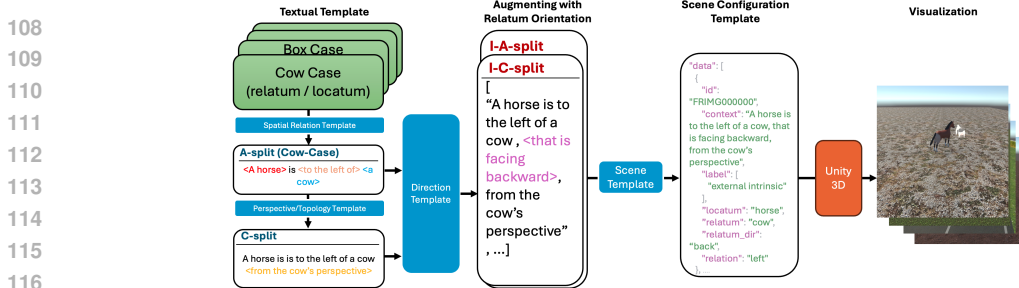 108
109
110
111
112
113
114
115
116
Textual Template
Box Case
Cow Case
(relatum / locatum)
Spatial Relation Template
A-split (Cow-Case)
<A horse> is <to the left of> <a
cow>
Perspective/Topology Template
C-split
A horse is is to the left of a cow
<from the cow's perspective>
Direction
Template
Augmenting with
Relatum Orientation
I-A-split
I-C-split
[
“A horse is to
the left of a
cow , <that is
facing
backward>,
from the
cow's
perspective”
, ...]
Scene
Template
Scene Configuration
Template
"data": [
{
"id":
"FRIMG000000",
"context": "A horse is
to the left of a cow, that
is facing backward,
from the cow's
perspective",
"label": [
"external intrinsic"
],
"locatum": "horse",
"relatum": "cow",
"relatum_dir":
"back",
"relation": "left"
}, ...
Unity
3D
Visualization